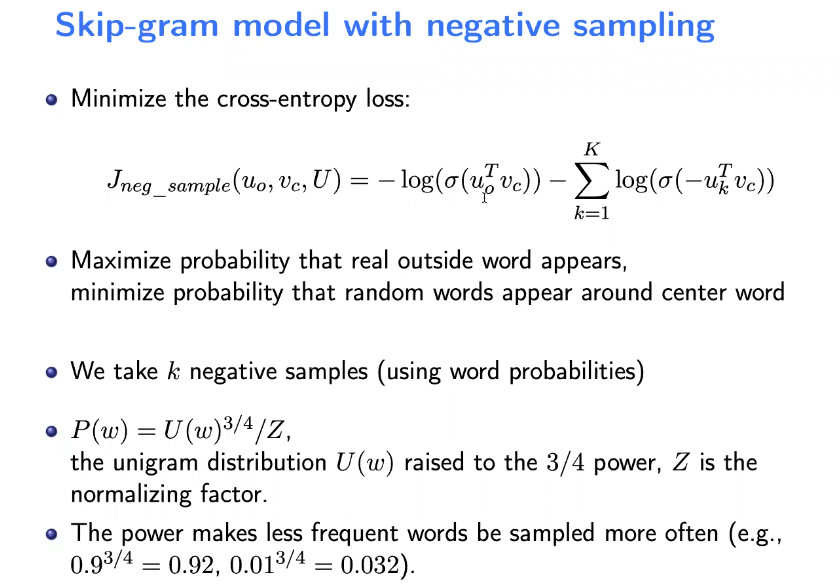 Skip-gram model with negative sampling
• Minimize the cross-entropy loss:
J_{neg\_sample}(u_o, v_c, U) = − log(σ(u_o^T v_c)) − ∑_{k=1}^{K} log(σ(−u_k^T v_c))
• Maximize probability that real outside word appears,
minimize probability that random words appear around center word
• We take k negative samples (using word probabilities)
• P(w) = U(w)^{3/4}/Z,
the unigram distribution U(w) raised to the 3/4 power, Z is the
normalizing factor.
• The power makes less frequent words be sampled more often (e.g.,
0.9^{3/4} = 0.92, 0.01^{3/4} = 0.032).